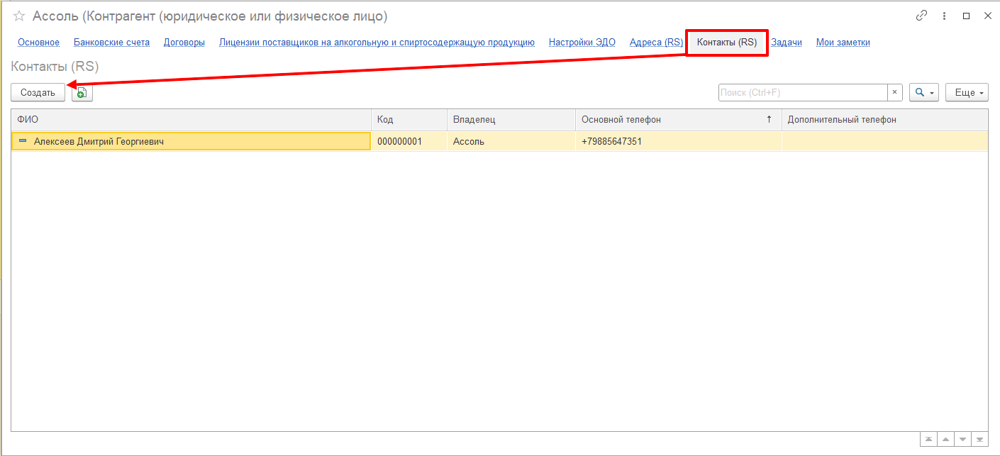 Ассоль (Контрагент (юридическое или физическое лицо)
Основное Банковские счета Договоры Лицензии поставщиков на алкогольную и спиртосодержащую продукцию Настройки ЭДО Адреса (RS) Контакты (RS) Задачи Мои заметки
Контакты (RS)
Создать Поиск (Ctrl+F) × Еще
ФИО Код Владелец Основной телефон ↑ Дополнительный телефон
Алексеев Дмитрий Георгиевич 000000001 Ассоль +79885647351